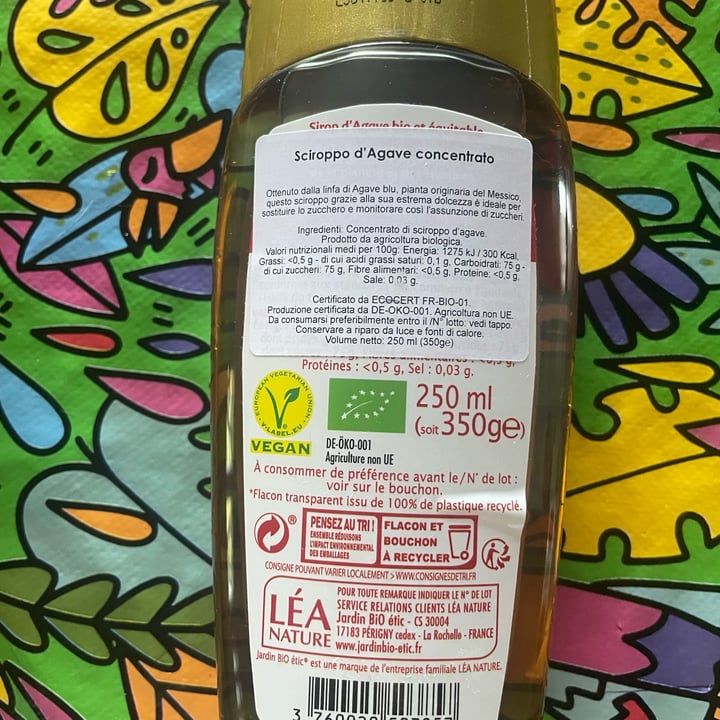 Sirop d'Agave bio et équitable
Sciroppo d'Agave concentrato
Ottenuto dalla linfa di Agave blu, pianta originaria del Messico,
questo sciroppo grazie alla sua estrema dolcezza è ideale per
sostituire lo zucchero e monitorare così l'assunzione di zuccheri.
Ingredienti: Concentrato di sciroppo d'agave.
Prodotto da agricoltura biologica.
Valori nutrizionali medi per 100g: Energia: 1275 kJ / 300 Kcal,
Grassi: <0,5 g - di cui acidi grassi saturi: 0,1 g, Carboidrati: 75 g -
di cui zuccheri: 75 g, Fibre alimentari: <0,5 g, Proteine: <0,5 g,
Sale: 0,03 g.
Certificato da ECOCERT FR-BIO-01.
Produzione certificata da DE-OKO-001, Agricoltura non UE.
Da consumarsi preferibilmente entro il /N° lotto: vedi tappo.
Conservare a riparo da luce e fonti di calore.
Volume netto: 250 ml (350g℮)
Protéines : <0,5 g, Sel : 0,03 g.
EUROPEAN VEGETARIAN UNION
V-LABEL.EU
VEGAN
250 ml
(soit 350g℮)
DE-ÖKO-001
Agriculture non UE
À consommer de préférence avant le/N° de lot :
voir sur le bouchon.
*Flacon transparent issu de 100% de plastique recyclé.
PENSEZ AU TRI !
ENSEMBLE RÉDUISONS
L'IMPACT ENVIRONNEMENTAL
DES EMBALLAGES
FLACON ET
BOUCHON
À RECYCLER
CONSIGNE POUVANT VARIER LOCALEMENT > WWW.CONSIGNESDETRI.FR
LÉA
NATURE
POUR TOUTE REMARQUE INDIQUER LE N° DE LOT
SERVICE RELATIONS CLIENTS LÉA NATURE
Jardin BiO étic - CS 30004
17183 PÉRIGNY cedex - La Rochelle - FRANCE
www.jardinbio-etic.fr
Jardin BiO étic® est une marque de l'entreprise familiale LÉA NATURE.